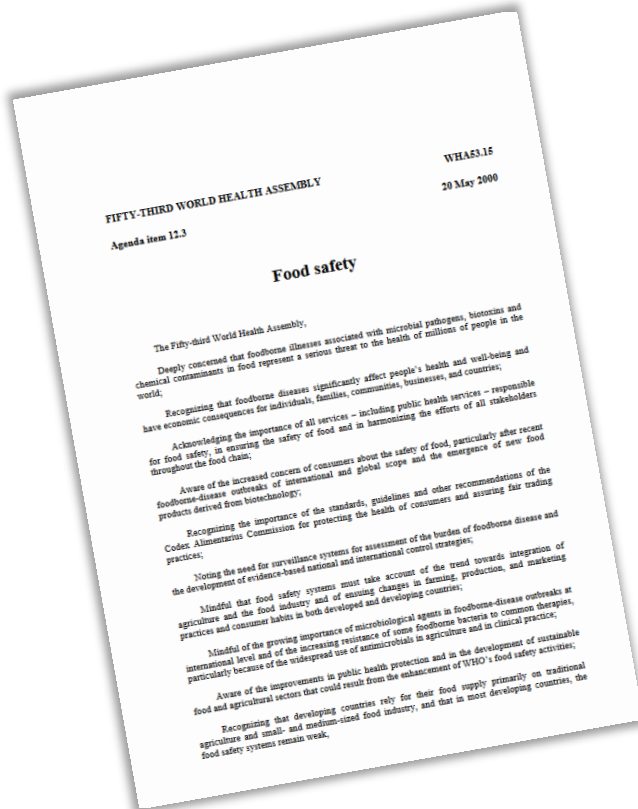 WHA53.15
FIFTY-THIRD WORLD HEALTH ASSEMBLY
20 May 2000
Agenda item 12.3
Food safety
The Fifty-third World Health Assembly,
Deeply concerned that foodborne illnesses associated with microbial pathogens, biotoxins and
chemical contaminants in food represent a serious threat to the health of millions of people in the
world;
Recognizing that foodborne diseases significantly affect people's health and well-being and
have economic consequences for individuals, families, communities, businesses, and countries;
Acknowledging the importance of all services – including public health services – responsible
for food safety, in ensuring the safety of food and in harmonizing the efforts of all stakeholders
throughout the food chain;
Aware of the increased concern of consumers about the safety of food, particularly after recent
foodborne-disease outbreaks of international and global scope and the emergence of new food
products derived from biotechnology;
Recognizing the importance of the standards, guidelines and other recommendations of the
Codex Alimentarius Commission for protecting the health of consumers and assuring fair trading
practices;
Noting the need for surveillance systems for assessment of the burden of foodborne disease and
the development of evidence-based national and international control strategies;
Mindful that food safety systems must take account of the trend towards integration of
agriculture and the food industry and of ensuing changes in farming, production, and marketing
practices and consumer habits in both developed and developing countries;
Mindful of the growing importance of microbiological agents in foodborne-disease outbreaks at
international level and of the increasing resistance of some foodborne bacteria to common therapies,
particularly because of the widespread use of antimicrobials in agriculture and in clinical practice;
Aware of the improvements in public health protection and in the development of sustainable
food and agricultural sectors that could result from the enhancement of WHO's food safety activities;
Recognizing that developing countries rely for their food supply primarily on traditional
agriculture and small- and medium-sized food industry, and that in most developing countries, the
food safety systems remain weak,